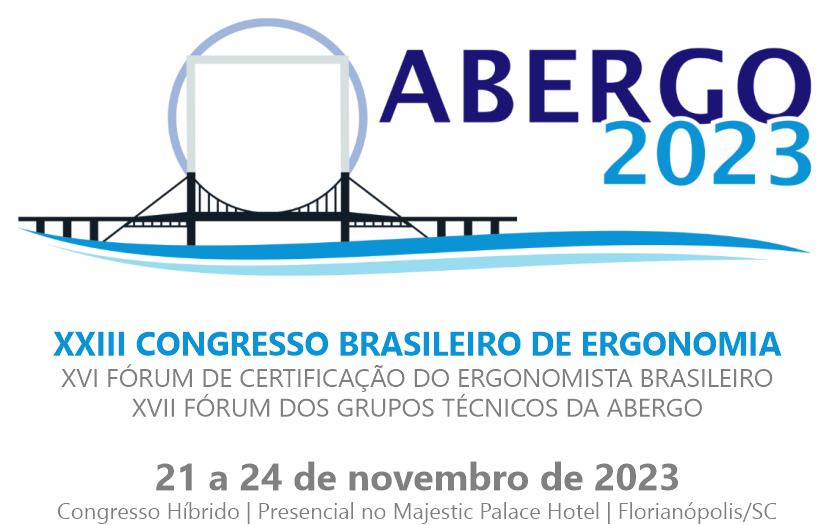 ABERGO
2023
XXIII CONGRESSO BRASILEIRO DE ERGONOMIA
XVI FÓRUM DE CERTIFICAÇÃO DO ERGONOMISTA BRASILEIRO
XVII FÓRUM DOS GRUPOS TÉCNICOS DA ABERGO
21 a 24 de novembro de 2023
Congresso Híbrido | Presencial no Majestic Palace Hotel | Florianópolis/SC